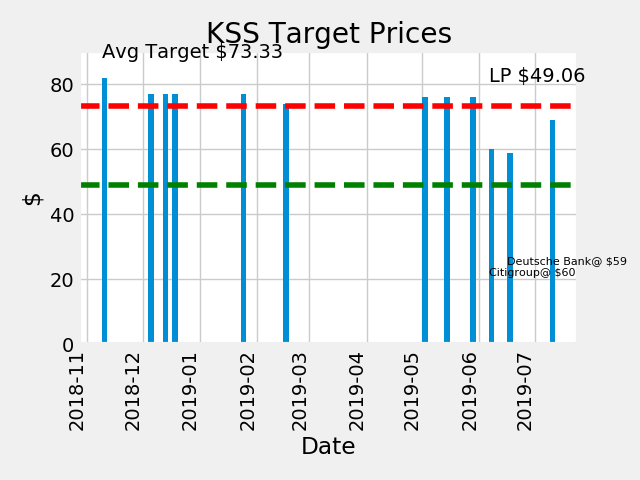 KSS Target Prices
Avg Target $73.33
LP $49.06
$
80
60
40
20
0
Deutsche Bank@ $59
Citigroup@ $60
2018-11
2018-12
2019-01
2019-02
2019-03
2019-04
2019-05
2019-06
2019-07
Date